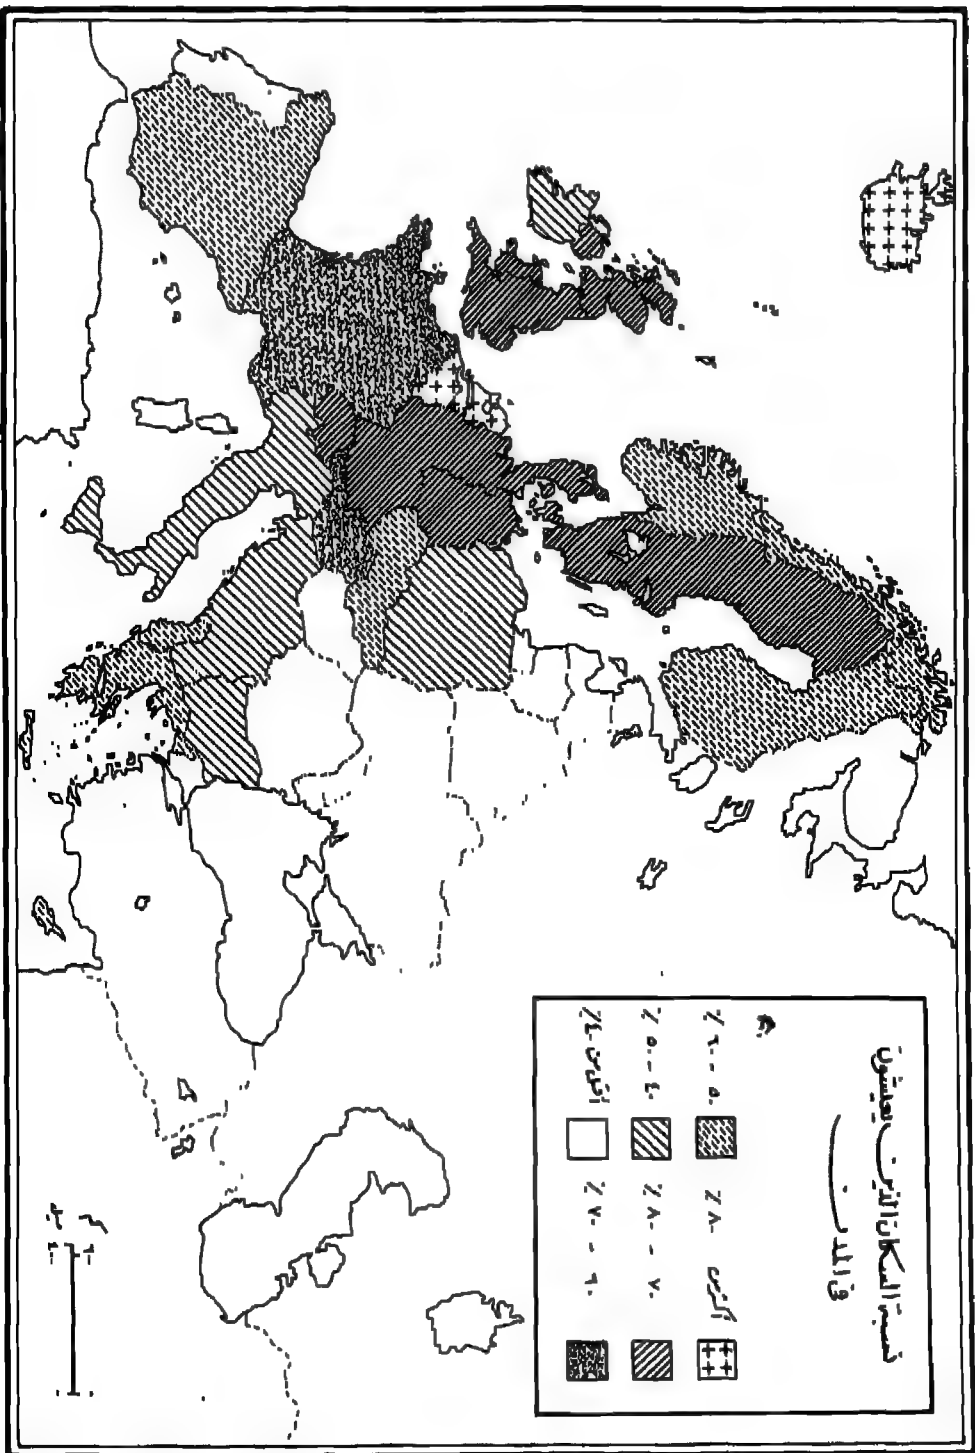 نسبة السكان الذين يعيشون
في المدن
أكثر من ٨٠ ٪
٧٠ - ٨٠ ٪
٦٠ - ٧٠ ٪
٥٠ - ٦٠ ٪
٤٠ - ٥٠ ٪
أقل من ٤٠ ٪